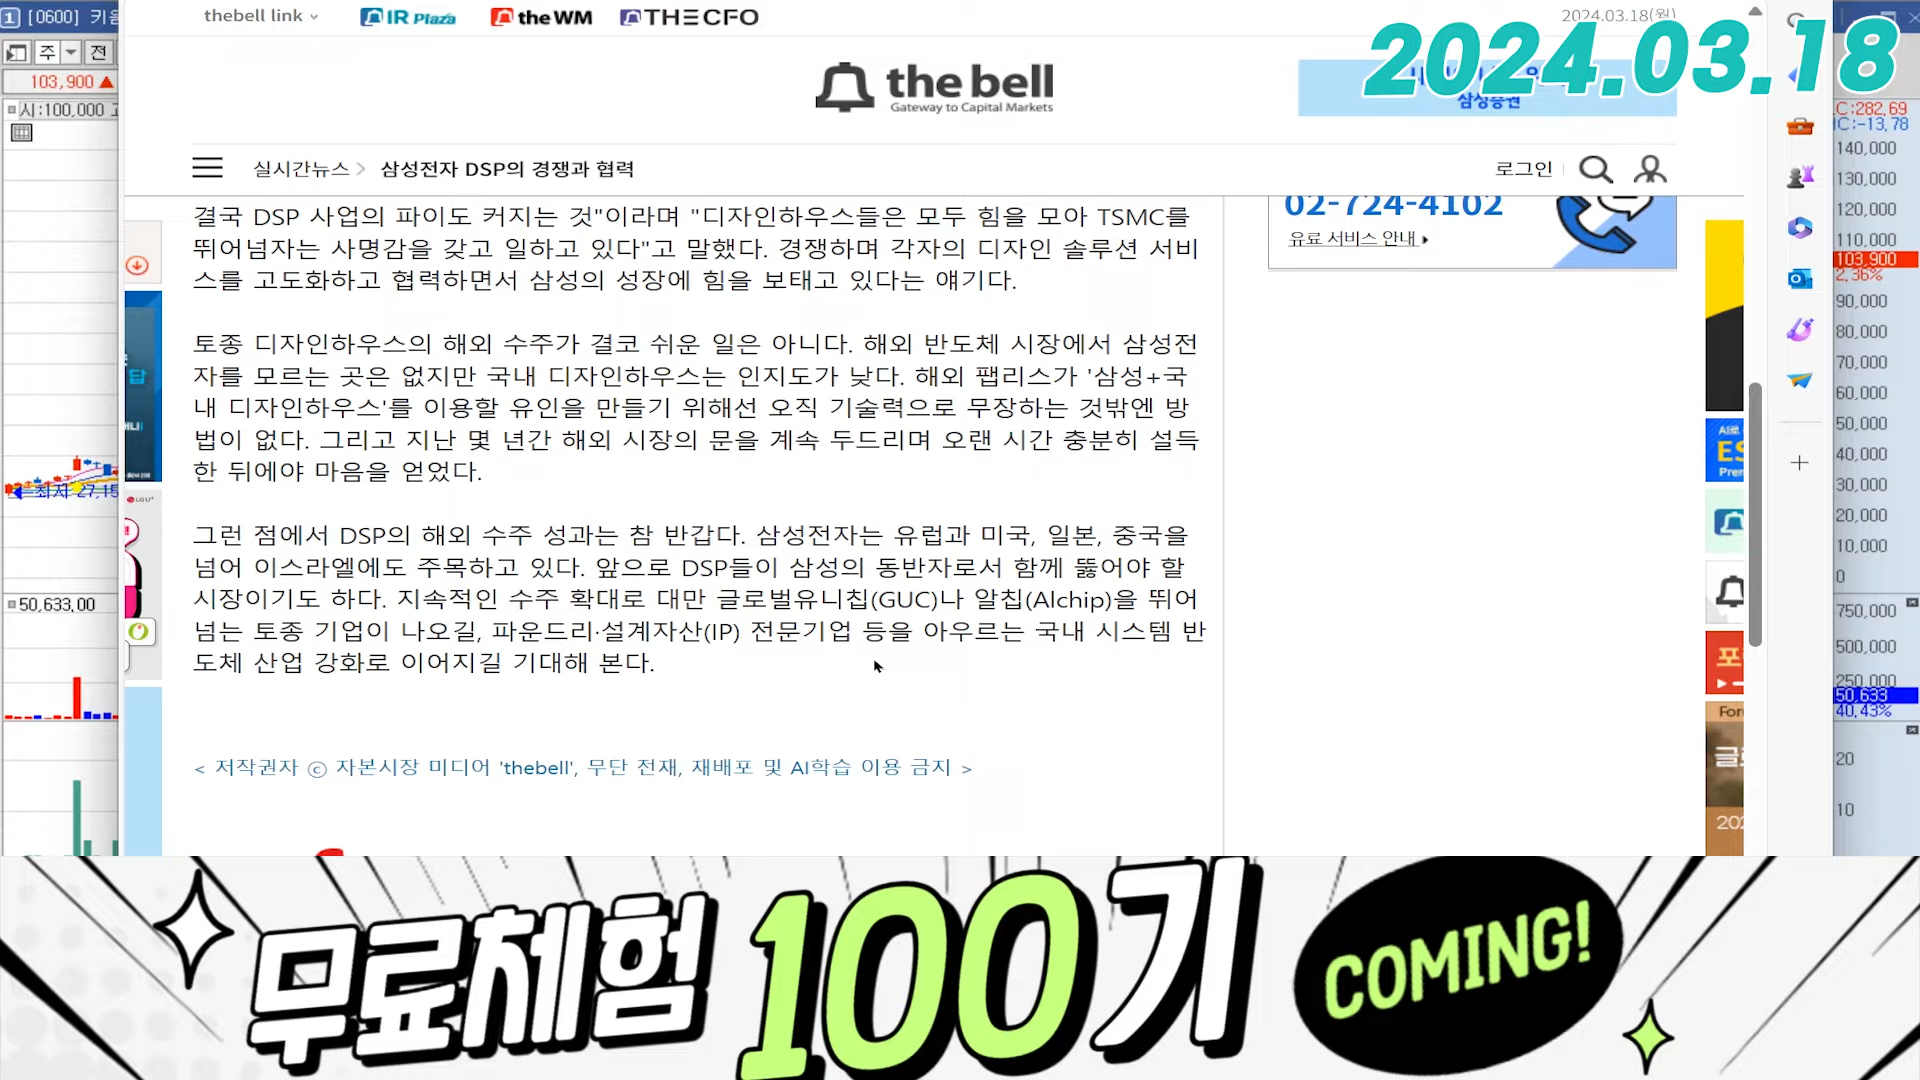 thebell link
IR Plaza
the WM
THE CFO
2024.03.18(월)
2024.03.18
the bell
Gateway to Capital Markets
삼성증권
실시간뉴스 > 삼성전자 DSP의 경쟁과 협력
로그인
02-724-4102
유료 서비스 안내
결국 DSP 사업의 파이도 커지는 것"이라며 "디자인하우스들은 모두 힘을 모아 TSMC를
뛰어넘자는 사명감을 갖고 일하고 있다"고 말했다. 경쟁하며 각자의 디자인 솔루션 서비
스를 고도화하고 협력하면서 삼성의 성장에 힘을 보태고 있다는 얘기다.
토종 디자인하우스의 해외 수주가 결코 쉬운 일은 아니다. 해외 반도체 시장에서 삼성전
자를 모르는 곳은 없지만 국내 디자인하우스는 인지도가 낮다. 해외 팹리스가 '삼성+국
내 디자인하우스'를 이용할 유인을 만들기 위해선 오직 기술력으로 무장하는 것밖엔 방
법이 없다. 그리고 지난 몇 년간 해외 시장의 문을 계속 두드리며 오랜 시간 충분히 설득
한 뒤에야 마음을 얻었다.
그런 점에서 DSP의 해외 수주 성과는 참 반갑다. 삼성전자는 유럽과 미국, 일본, 중국을
넘어 이스라엘에도 주목하고 있다. 앞으로 DSP들이 삼성의 동반자로서 함께 뚫어야 할
시장이기도 하다. 지속적인 수주 확대로 대만 글로벌유니칩(GUC)나 알칩(Alchip)을 뛰어
넘는 토종 기업이 나오길, 파운드리·설계자산(IP) 전문기업 등을 아우르는 국내 시스템 반
도체 산업 강화로 이어지길 기대해 본다.
< 저작권자 ⓒ 자본시장 미디어 'thebell', 무단 전재, 재배포 및 AI학습 이용 금지 >
[0600] 키움
주
전
103,900▲
시:100,000
최저 27,15
50,633,00
C:282,69
C:-13,78
140,000
130,000
120,000
110,000
103,900
2,36%
90,000
80,000
70,000
60,000
50,000
40,000
30,000
20,000
10,000
0
750,000
500,000
250,000
50,633
40,43%
20
10
무료체험 100기 COMING!